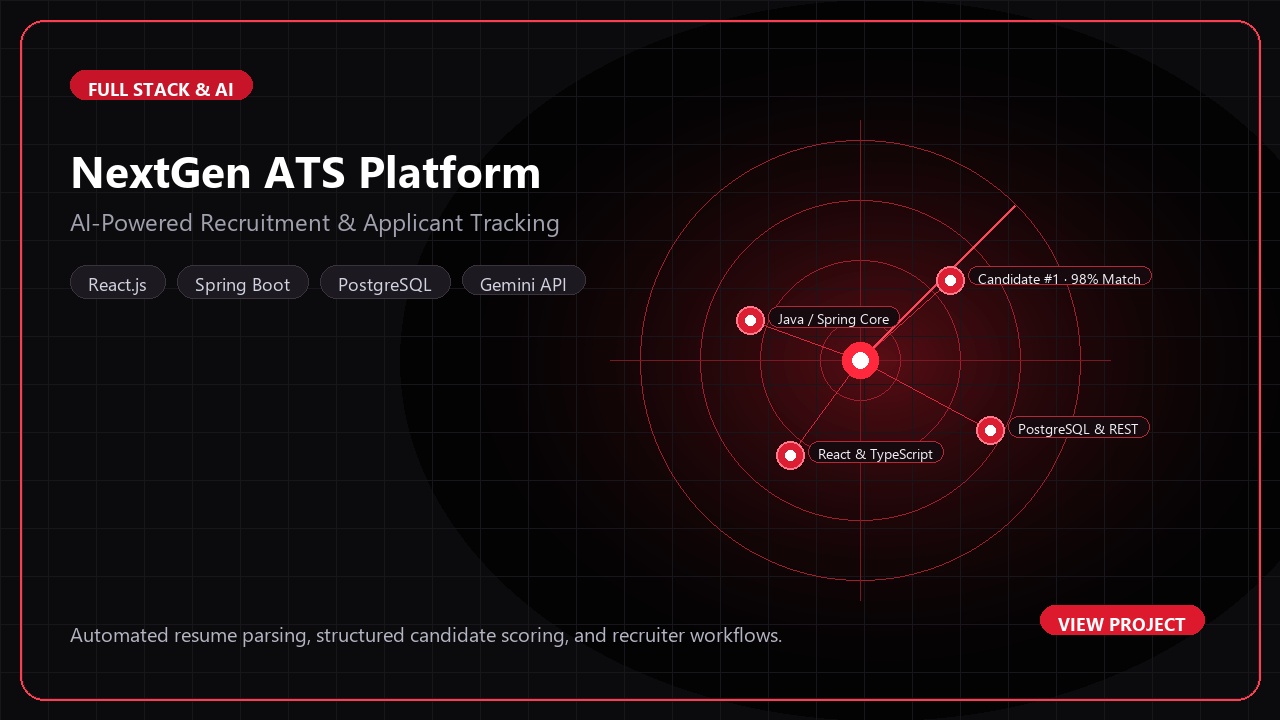 FULL STACK & AI
NextGen ATS Platform
AI-Powered Recruitment & Applicant Tracking
React.js
Spring Boot
PostgreSQL
Gemini API
Candidate #1 · 98% Match
Java / Spring Core
PostgreSQL & REST
React & TypeScript
Automated resume parsing, structured candidate scoring, and recruiter workflows.
VIEW PROJECT